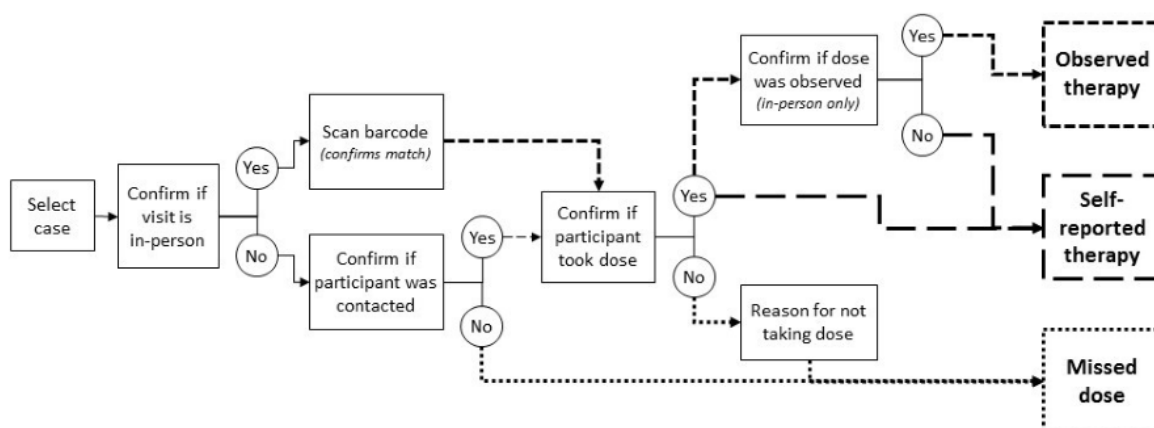 Select
case
Confirm if
visit is
in-person
Yes
No
Scan barcode
(confirms match)
Confirm if
participant was
contacted
Yes
No
Confirm if
participant
took dose
Yes
No
Confirm if dose
was observed
(in-person only)
Yes
No
Reason for not
taking dose
Observed
therapy
Self-
reported
therapy
Missed
dose